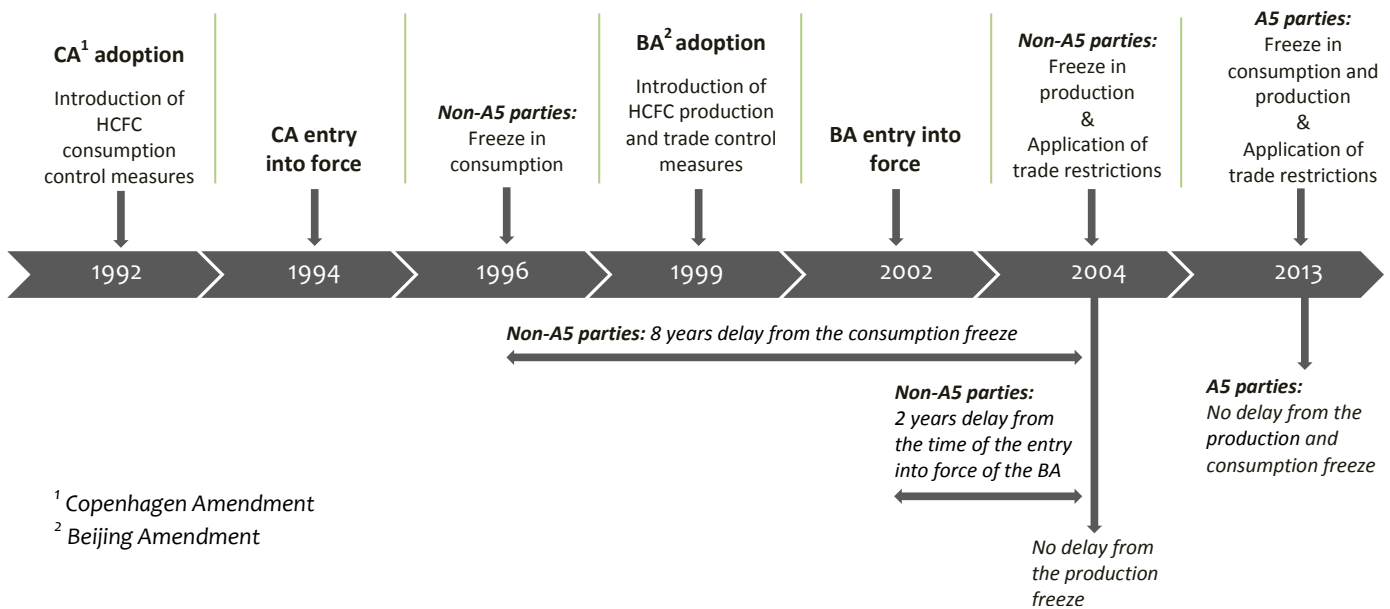 CA¹ adoption
Introduction of
HCFC
consumption
control measures
CA entry
into force
Non-A5 parties:
Freeze in
consumption
BA² adoption
Introduction of
HCFC production
and trade control
measures
BA entry into
force
Non-A5 parties:
Freeze in
production
&
Application of
trade restrictions
A5 parties:
Freeze in
consumption and
production
&
Application of
trade restrictions
1992
1994
1996
1999
2002
2004
2013
Non-A5 parties: 8 years delay from the consumption freeze
Non-A5 parties:
2 years delay from
the time of the entry
into force of the BA
A5 parties:
No delay from the
production and
consumption freeze
¹ Copenhagen Amendment
² Beijing Amendment
No delay from
the production
freeze